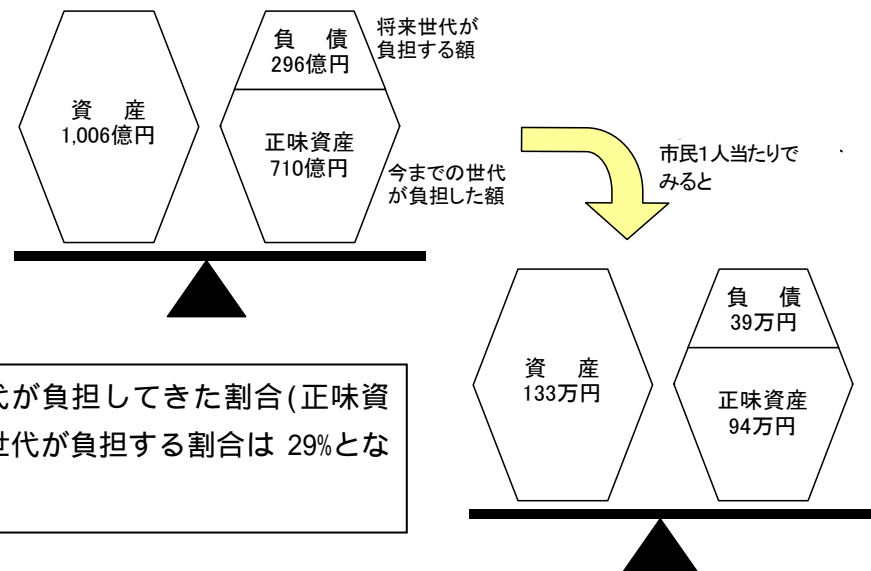 資 産
1,006億円
負 債
296億円
将来世代が
負担する額
正味資産
710億円
今までの世代
が負担した額
市民1人当たりで
みると
資 産
133万円
負 債
39万円
正味資産
94万円
代が負担してきた割合(正味資
世代が負担する割合は 29%とな